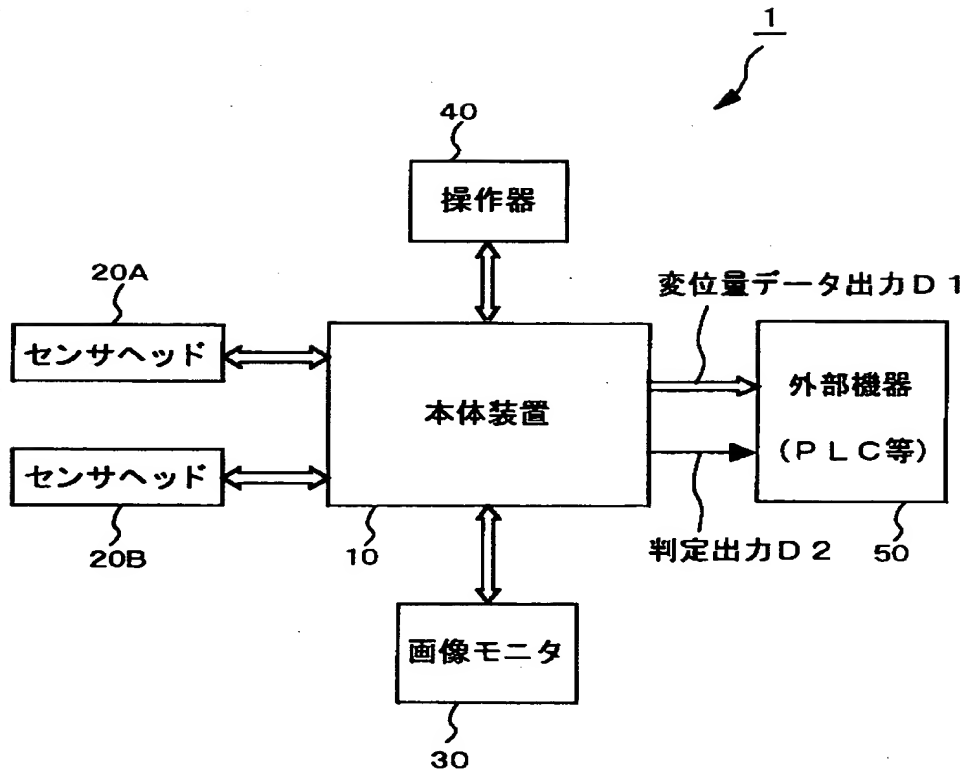 1
40
操作器
20A
センサヘッド
変位量データ出力D1
本体装置
外部機器
(PLC等)
センサヘッド
20B
10
判定出力D2
50
画像モニタ
30